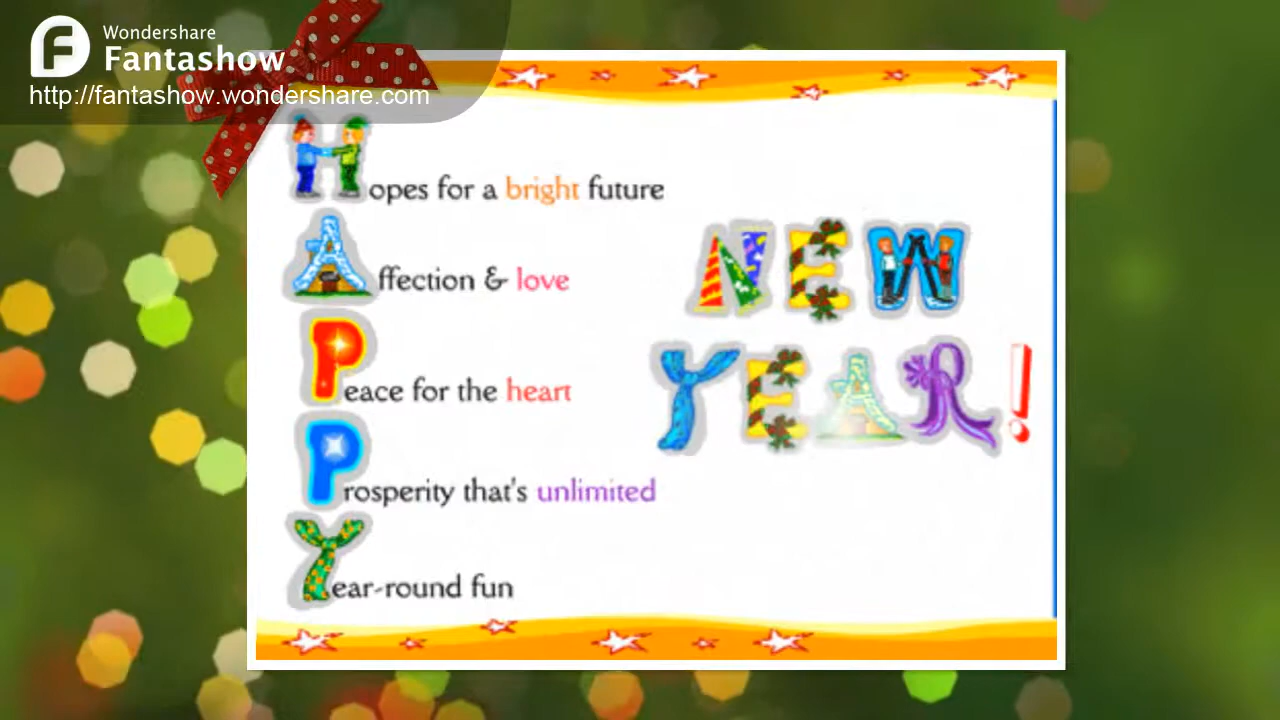 Wondershare
Fantashow
http://fantashow.wondershare.com
Hopes for a bright future
Affection & love
Peace for the heart
Prosperity that's unlimited
Year-round fun
NEW
YEAR!